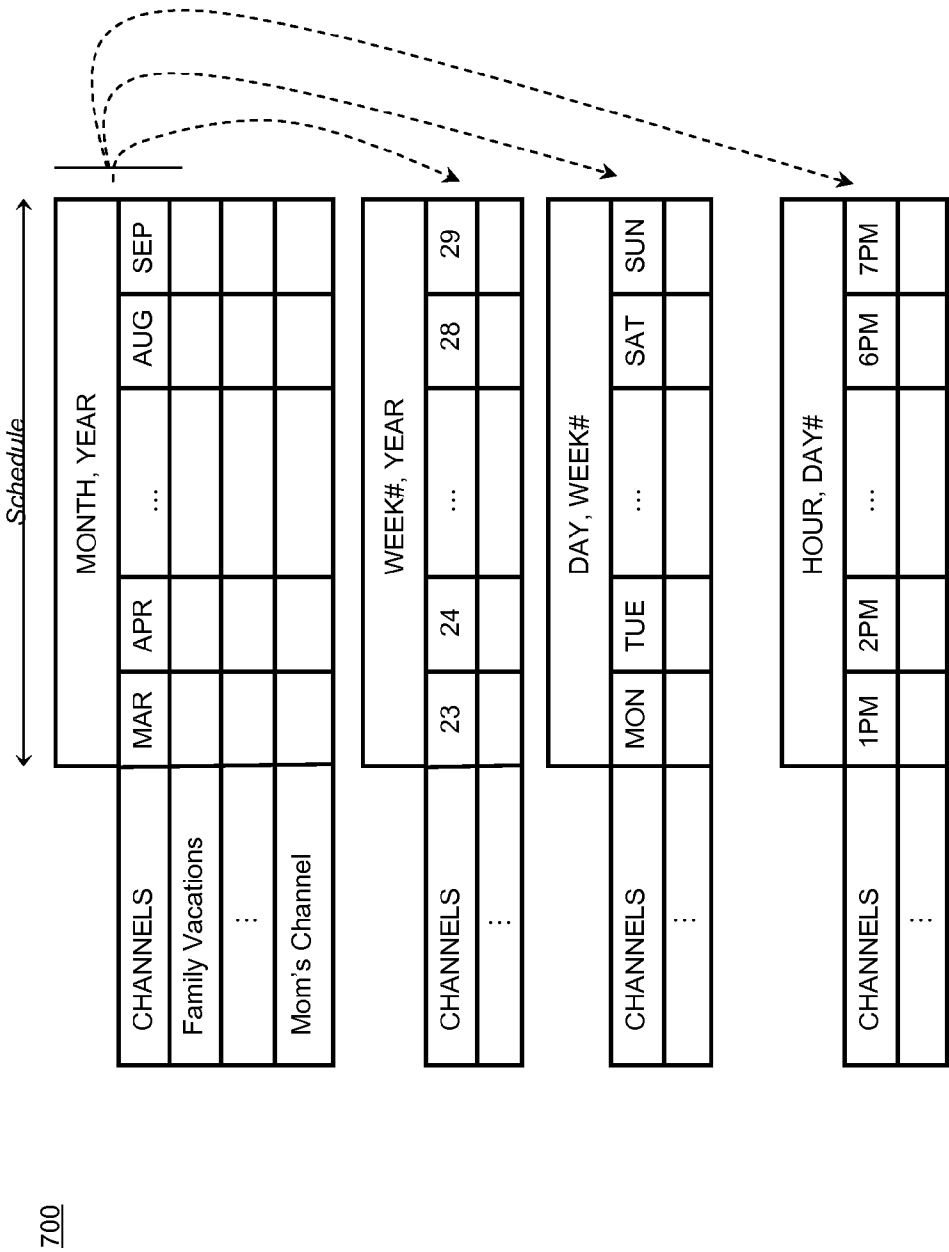 700
Schedule
MONTH, YEAR
CHANNELS MAR APR ... AUG SEP
Family Vacations
...
Mom's Channel
WEEK#, YEAR
CHANNELS 23 24 ... 28 29
...
DAY, WEEK#
CHANNELS MON TUE ... SAT SUN
...
HOUR, DAY#
CHANNELS 1PM 2PM ... 6PM 7PM
...